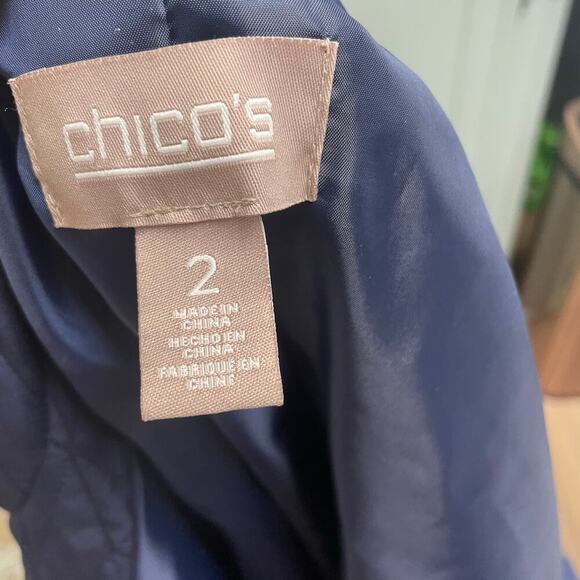 chico's
2
MADE IN
CHINA
HECHO EN
CHINA
FABRIQUE EN
CHINE